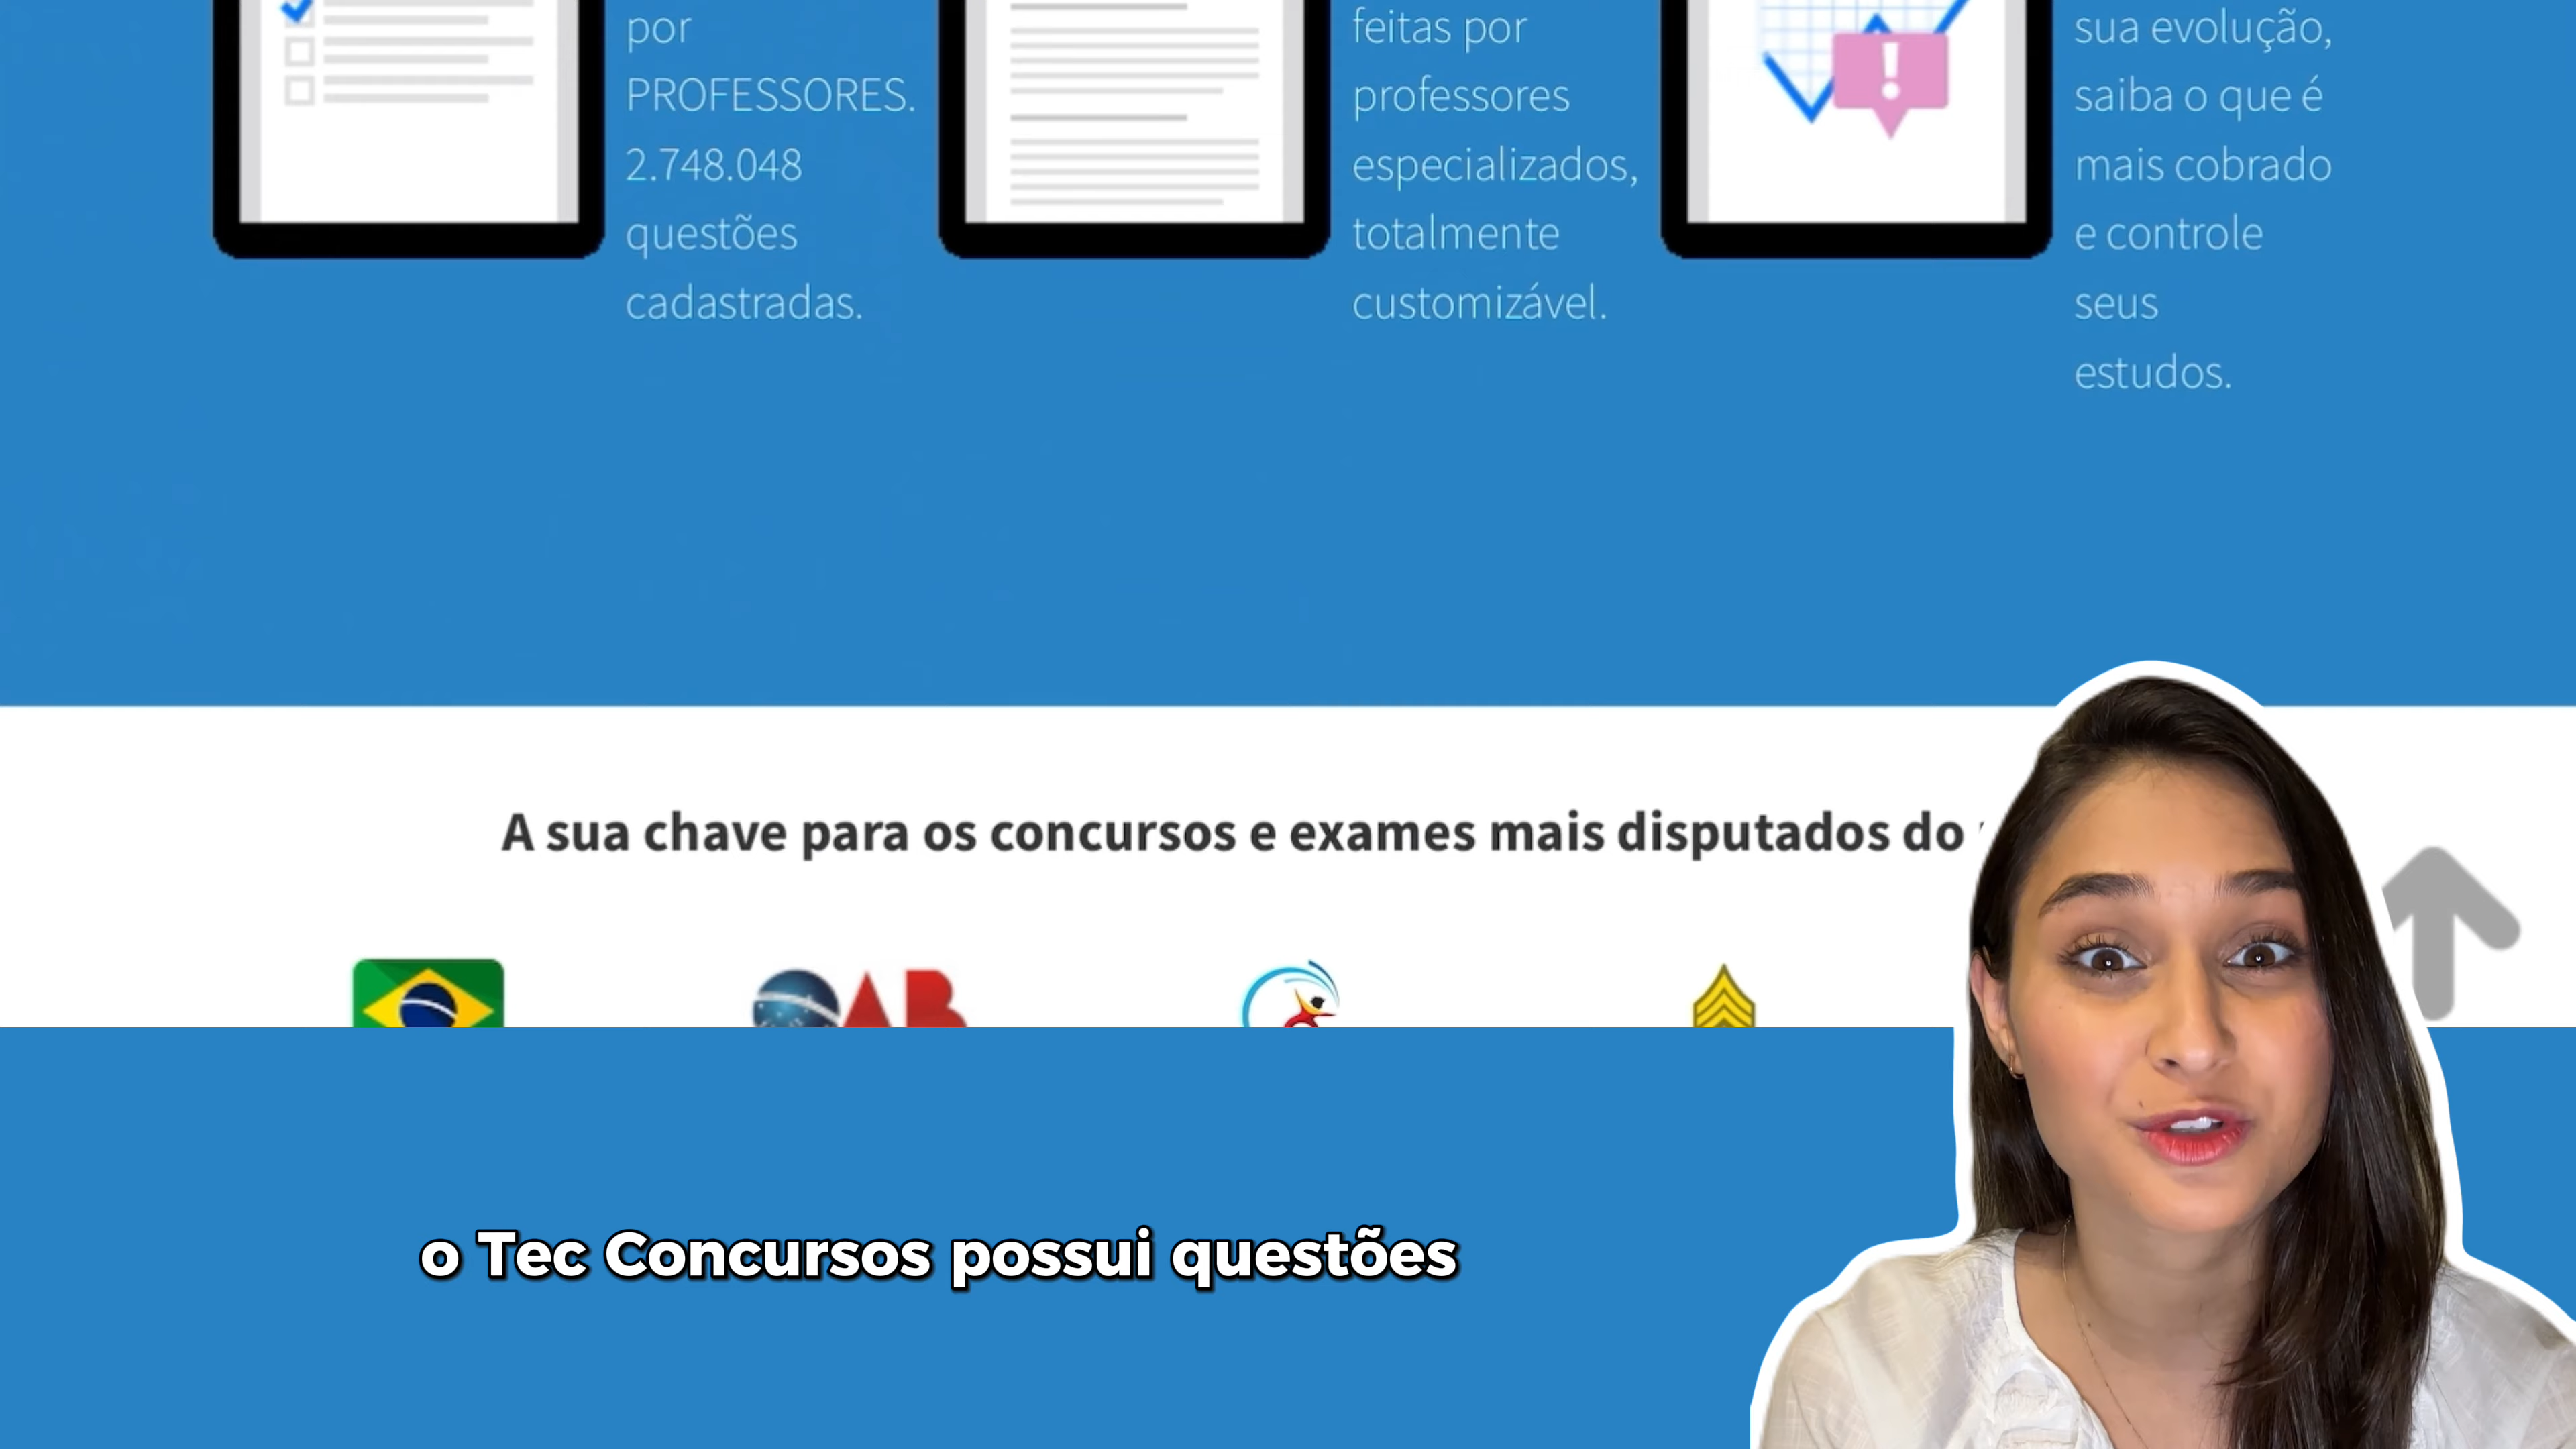 por
PROFESSORES.
2.748.048
questões
cadastradas.
feitas por
professores
especializados,
totalmente
customizável.
sua evolução,
saiba o que é
mais cobrado
e controle
seus
estudos.
A sua chave para os concursos e exames mais disputados do
AB
o Tec Concursos possui questões